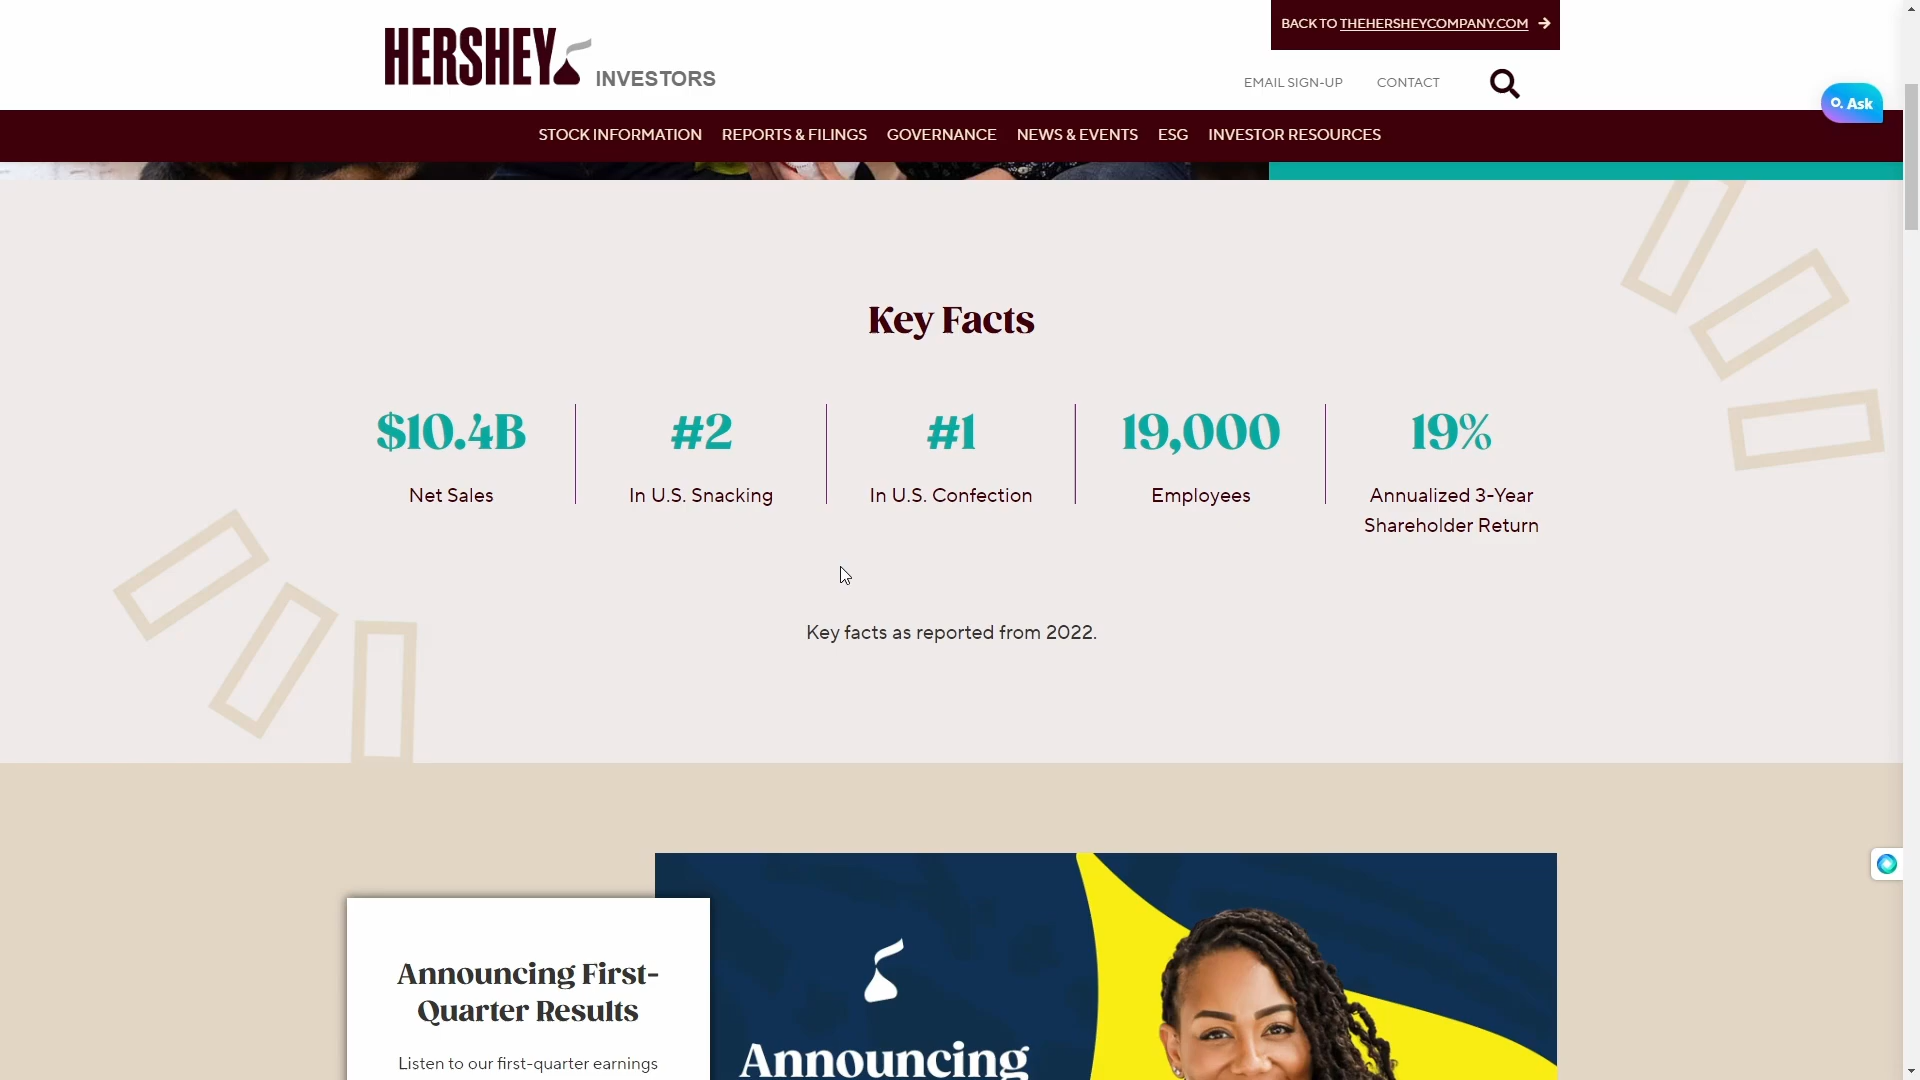 BACK TO THEHERSHEYCOMPANY.COM
HERSHEY
INVESTORS
EMAIL SIGN-UP
CONTACT
Ask
STOCK INFORMATION
REPORTS & FILINGS
GOVERNANCE
NEWS & EVENTS
ESG
INVESTOR RESOURCES
Key Facts
$10.4B
Net Sales
#2
In U.S. Snacking
#1
In U.S. Confection
19,000
Employees
19%
Annualized 3-Year
Shareholder Return
Key facts as reported from 2022.
Announcing First-
Quarter Results
Listen to our first-quarter earnings
Announcing